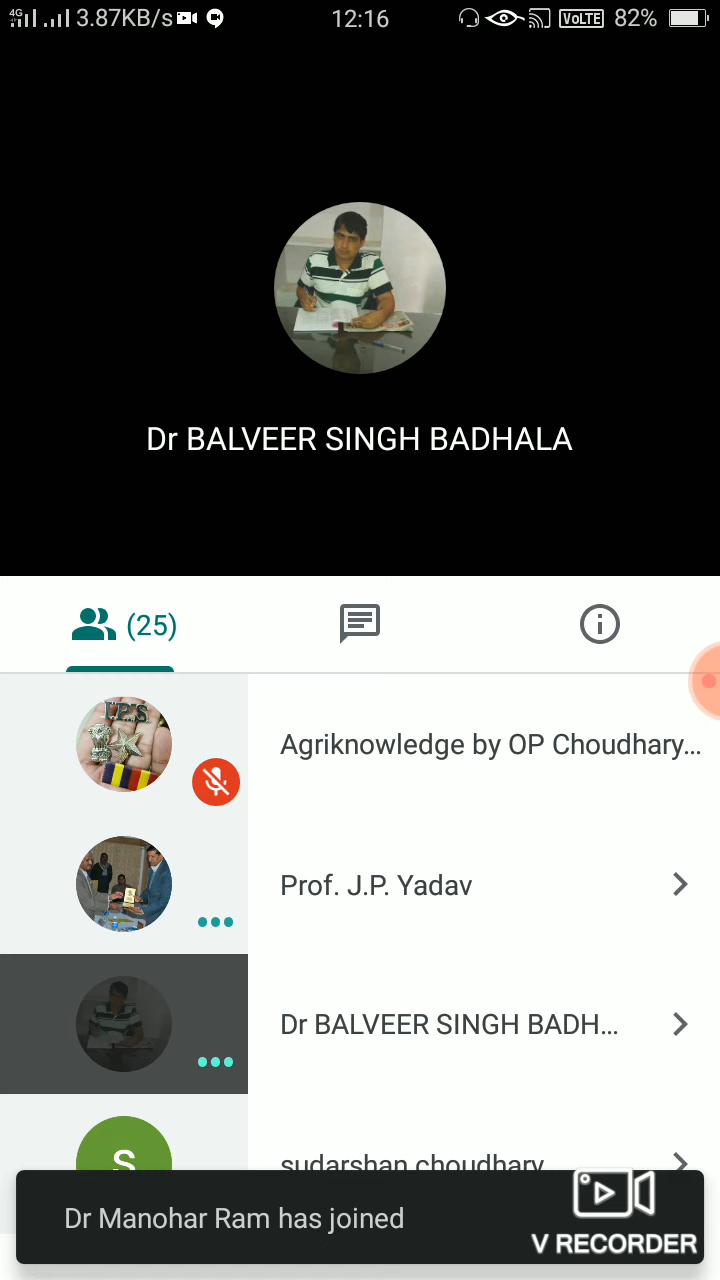 4G 3.87KB/s 12:16 VoLTE 82%
Dr BALVEER SINGH BADHALA
(25)
I.P.S
Agriknowledge by OP Choudhary...
Prof. J.P. Yadav
Dr BALVEER SINGH BADH...
S
sudarshan choudhary
Dr Manohar Ram has joined
V RECORDER